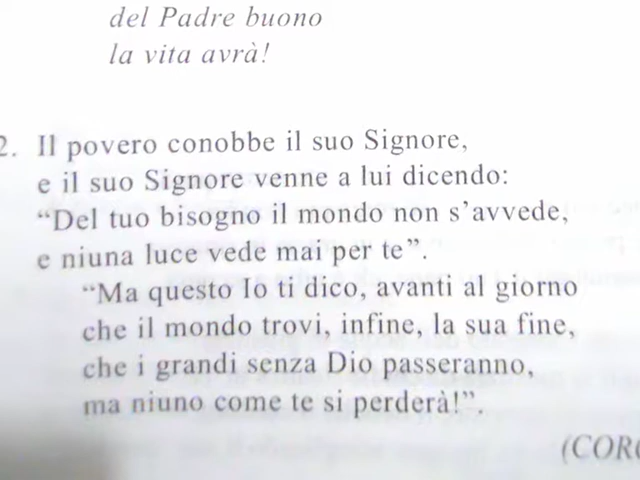 del Padre buono
la vita avrà!
2. Il povero conobbe il suo Signore,
e il suo Signore venne a lui dicendo:
“Del tuo bisogno il mondo non s’avvede,
e niuna luce vede mai per te”.
“Ma questo Io ti dico, avanti al giorno
che il mondo trovi, infine, la sua fine,
che i grandi senza Dio passeranno,
ma niuno come te si perderà!”.